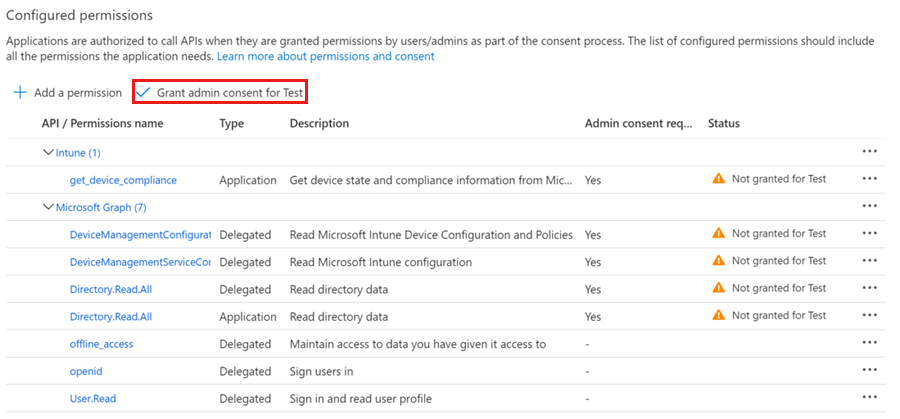 Configured permissions
Applications are authorized to call APIs when they are granted permissions by users/admins as part of the consent process. The list of configured permissions should include
all the permissions the application needs. Learn more about permissions and consent
Add a permission Grant admin consent for Test
API / Permissions name Type Description Admin consent req... Status
Intune (1) ...
get_device_compliance Application Get device state and compliance information from Mic... Yes Not granted for Test ...
Microsoft Graph (7) ...
DeviceManagementConfigurat Delegated Read Microsoft Intune Device Configuration and Policies Yes Not granted for Test ...
DeviceManagementServiceCor Delegated Read Microsoft Intune configuration Yes Not granted for Test ...
Directory.Read.All Delegated Read directory data Yes Not granted for Test ...
Directory.Read.All Application Read directory data Yes Not granted for Test ...
offline_access Delegated Maintain access to data you have given it access to - ...
openid Delegated Sign users in - ...
User.Read Delegated Sign in and read user profile - ...